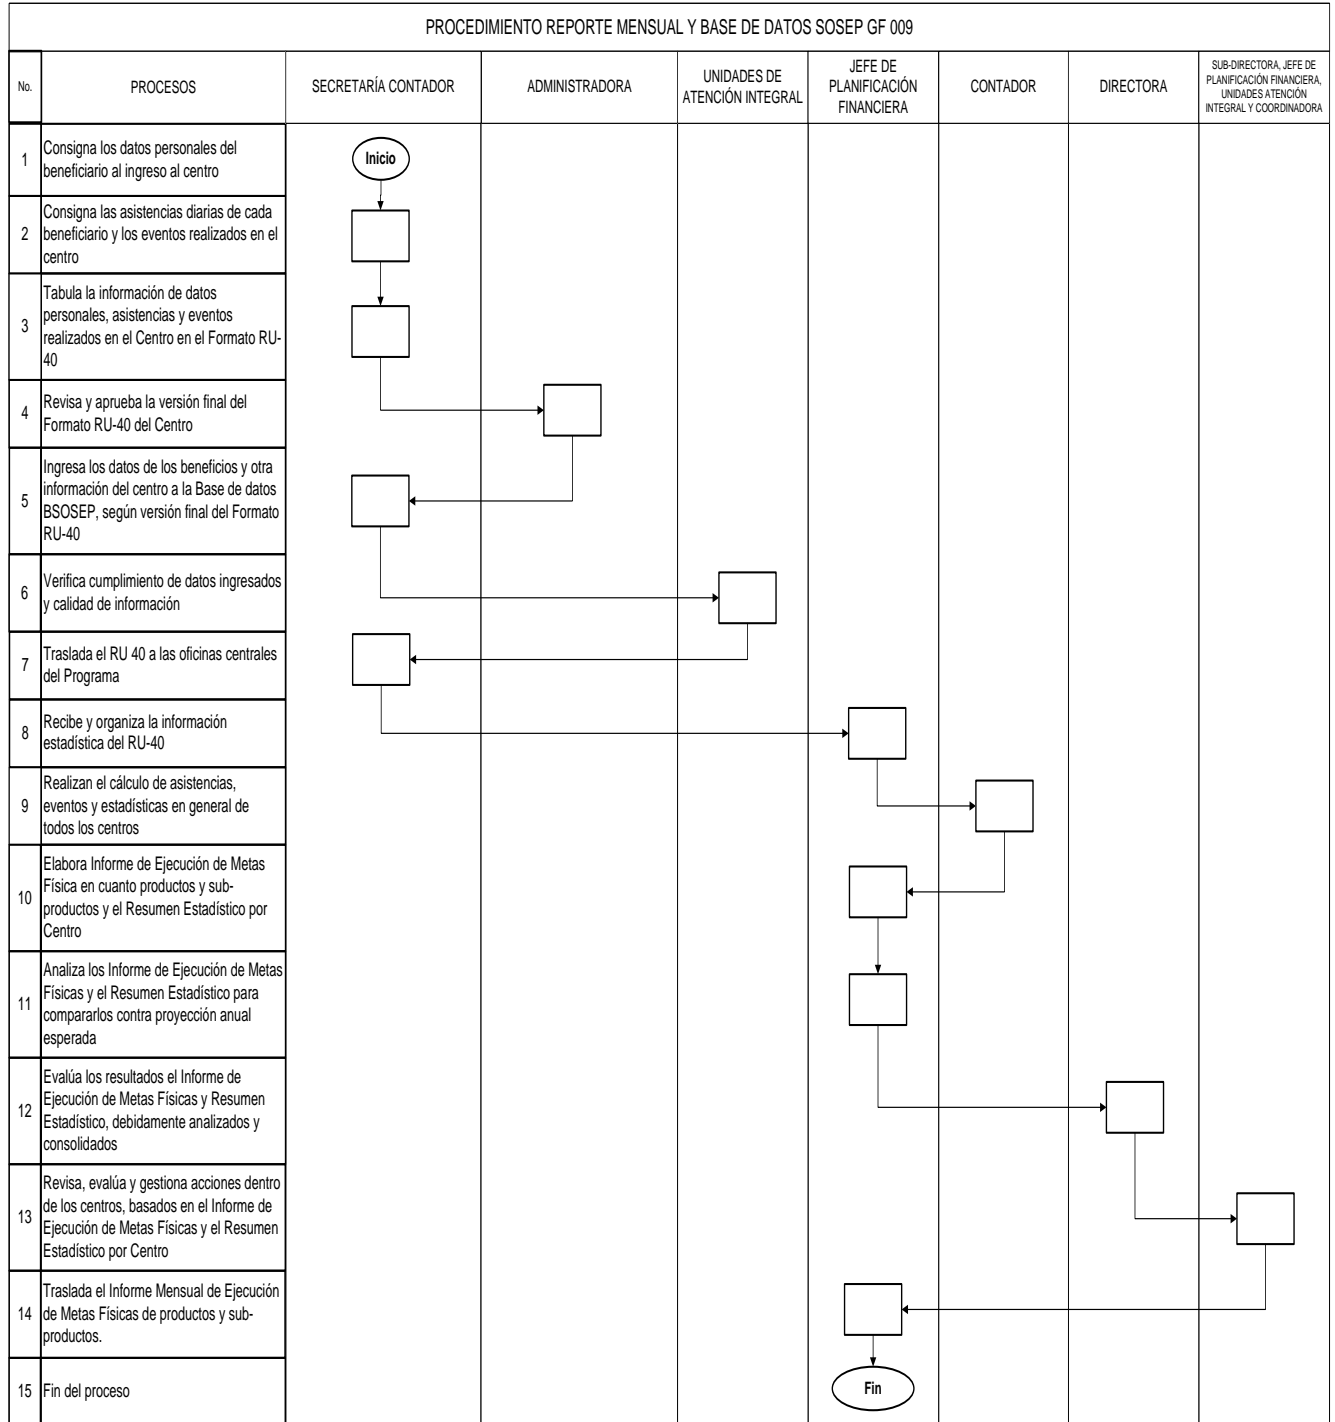 PROCEDIMIENTO REPORTE MENSUAL Y BASE DE DATOS SOSEP GF 009
No.
PROCESOS
SECRETARÍA CONTADOR
ADMINISTRADORA
UNIDADES DE
ATENCIÓN INTEGRAL
JEFE DE
PLANIFICACIÓN
FINANCIERA
CONTADOR
DIRECTORA
SUB-DIRECTORA, JEFE DE
PLANIFICACIÓN FINANCIERA,
UNIDADES ATENCIÓN
INTEGRAL Y COORDINADORA
1
Consigna los datos personales del
beneficiario al ingreso al centro
Inicio
2
Consigna las asistencias diarias de cada
beneficiario y los eventos realizados en el
centro
3
Tabula la información de datos
personales, asistencias y eventos
realizados en el Centro en el Formato RU-
40
4
Revisa y aprueba la versión final del
Formato RU-40 del Centro
5
Ingresa los datos de los beneficios y otra
información del centro a la Base de datos
BSOSEP, según versión final del Formato
RU-40
6
Verifica cumplimiento de datos ingresados
y calidad de información
7
Traslada el RU 40 a las oficinas centrales
del Programa
8
Recibe y organiza la información
estadística del RU-40
9
Realizan el cálculo de asistencias,
eventos y estadísticas en general de
todos los centros
10
Elabora Informe de Ejecución de Metas
Física en cuanto productos y sub-
productos y el Resumen Estadístico por
Centro
11
Analiza los Informe de Ejecución de Metas
Físicas y el Resumen Estadístico para
compararlos contra proyección anual
esperada
12
Evalúa los resultados el Informe de
Ejecución de Metas Físicas y Resumen
Estadístico, debidamente analizados y
consolidados
13
Revisa, evalúa y gestiona acciones dentro
de los centros, basados en el Informe de
Ejecución de Metas Físicas y el Resumen
Estadístico por Centro
14
Traslada el Informe Mensual de Ejecución
de Metas Físicas de productos y sub-
productos.
15
Fin del proceso
Fin